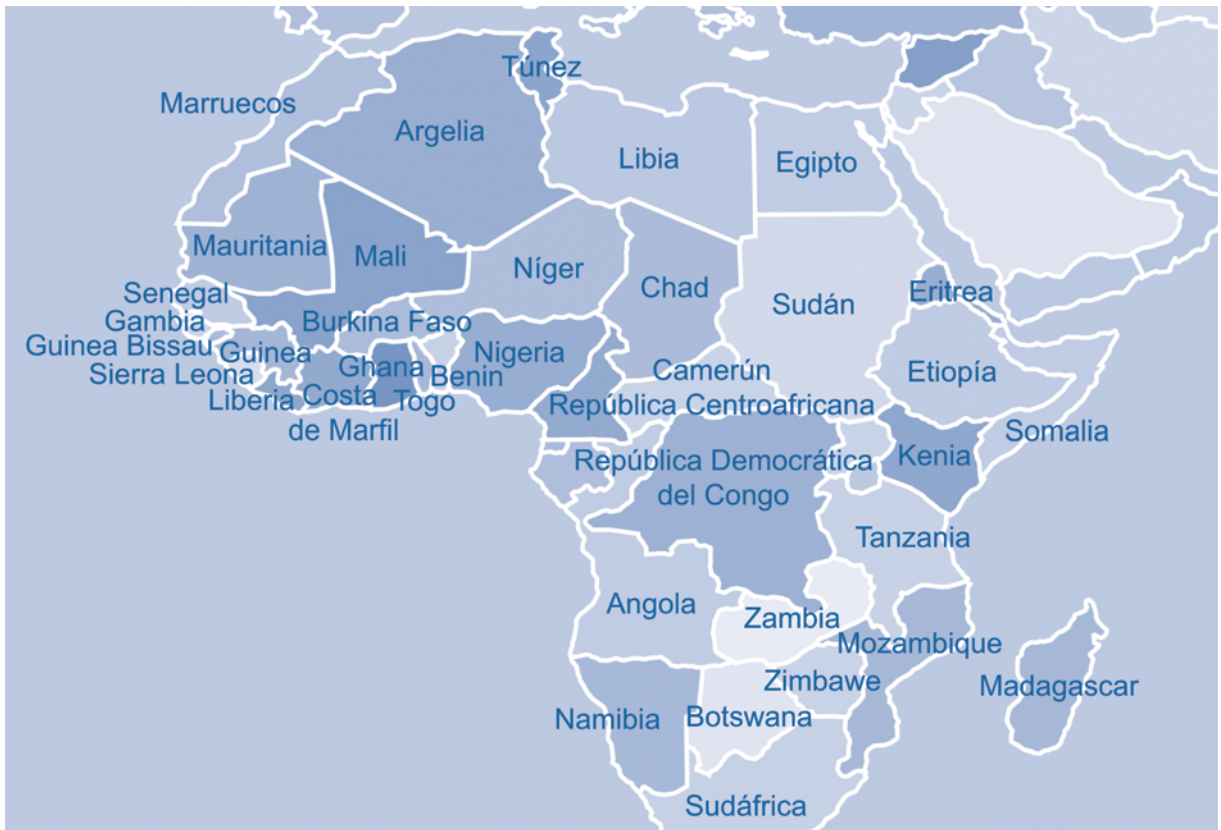 Túnez
Marruecos
Argelia
Libia
Egipto
Mauritania
Mali
Níger
Chad
Sudán
Eritrea
Senegal
Gambia
Burkina Faso
Guinea Bissau
Guinea
Nigeria
Sierra Leona
Ghana
Benin
Camerún
Etiopía
Liberia
Costa
de Marfil
Togo
República Centroafricana
Somalia
Kenia
República Democrática
del Congo
Tanzania
Angola
Zambia
Mozambique
Zimbawe
Madagascar
Namibia
Botswana
Sudáfrica